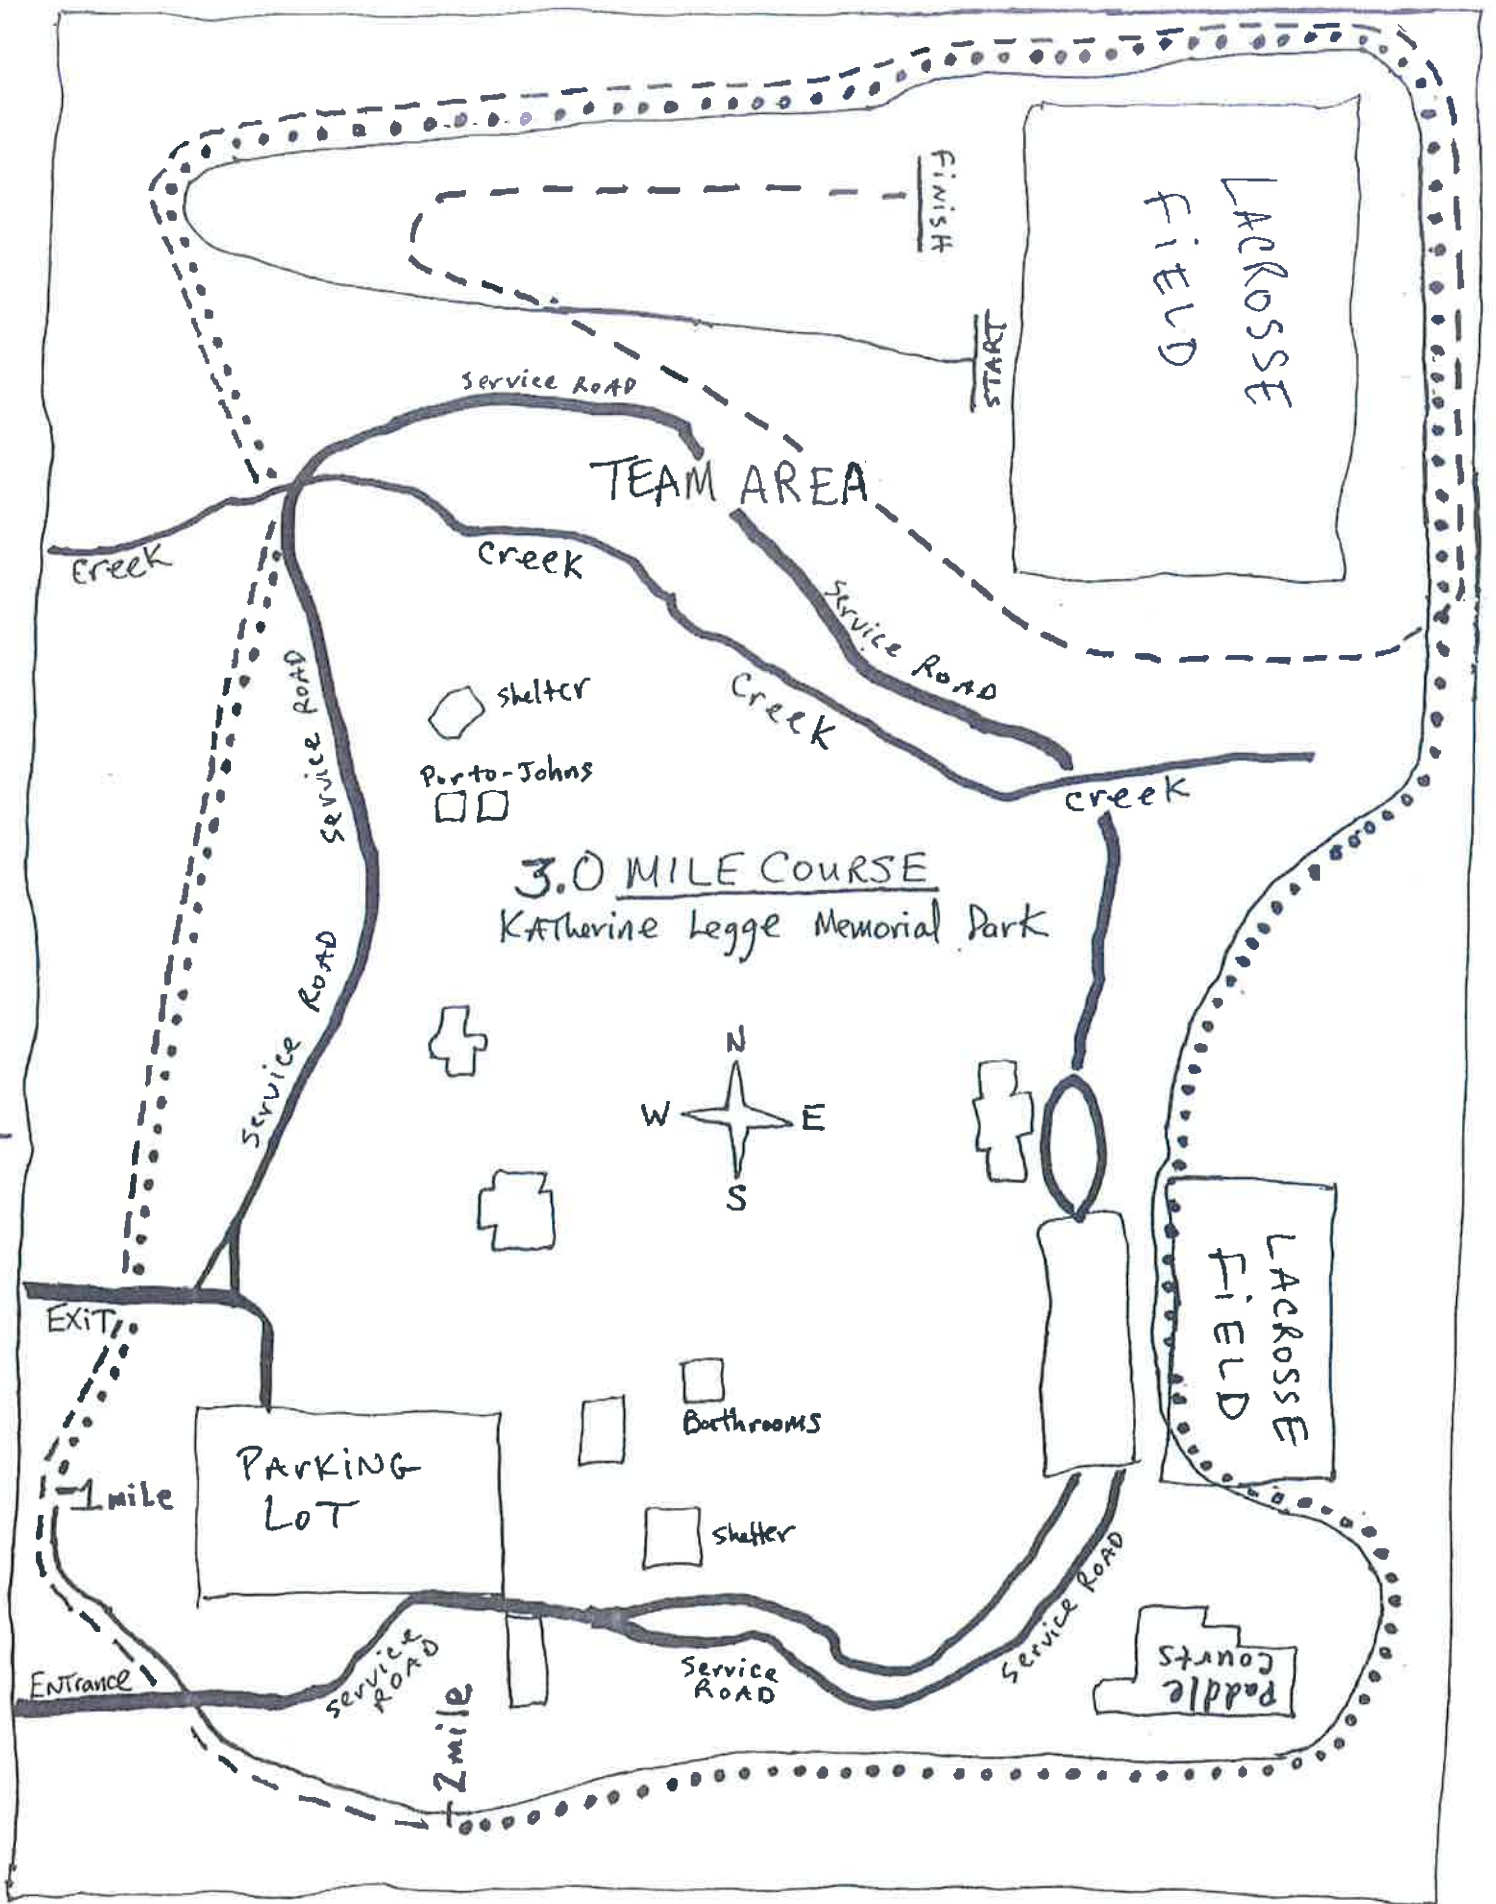 FINISH
LACROSSE
FiELD
START
Service ROAD
TEAM AREA
Creek
Creek
Service ROAD
Service ROAD
Shelter
Creek
Porto-Johns
Creek
3.0 MILE COURSE
KATherine Legge Memorial Park
Service ROAD
N
W E
S
LACROSSE
FiELD
EXiT
Bathrooms
PArKiNG
LoT
1 mile
Shelter
Service ROAD
Paddle
Courts
Service
ROAD
Service
ROAD
ENTrance
2 mile